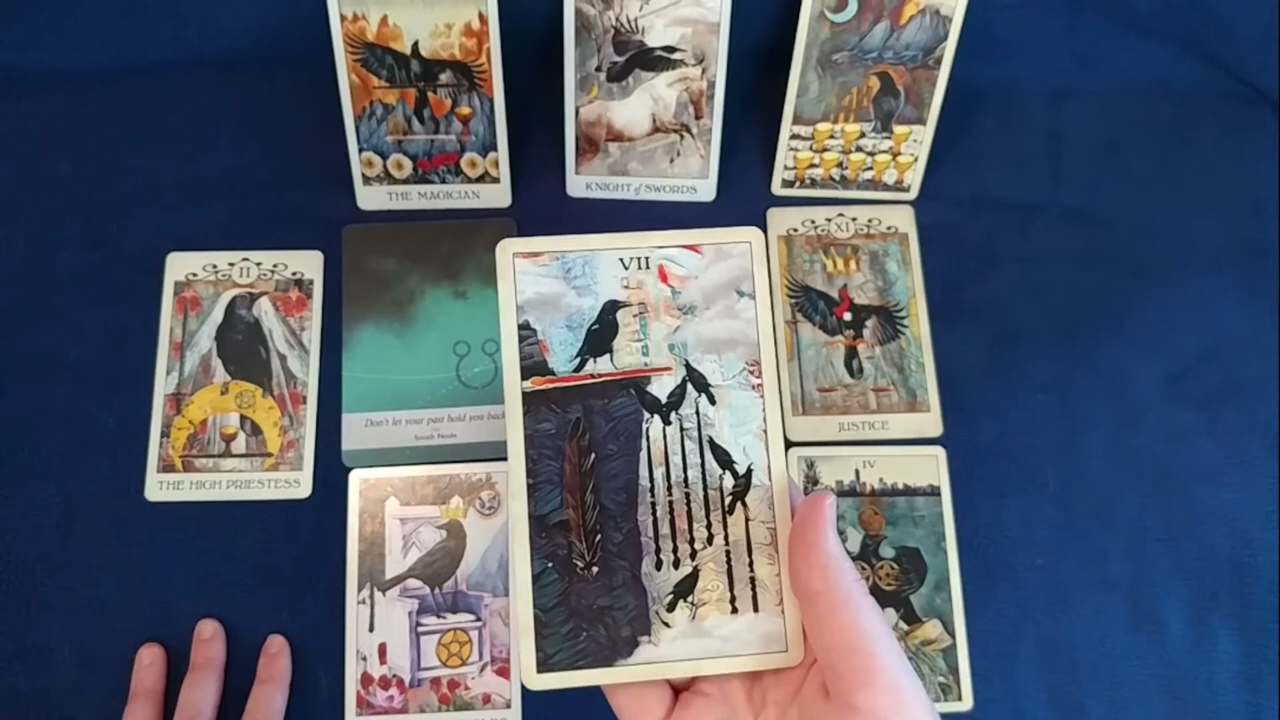 THE MAGICIAN
KNIGHT of SWORDS
II
THE HIGH PRIESTESS
Don't let your past hold you back
South Node
VII
XI
JUSTICE
IV